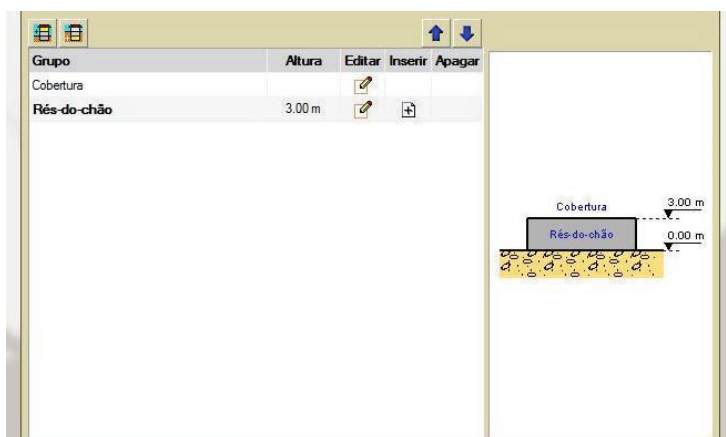 Grupo Altura Editar Inserir Apagar
Cobertura
Rés-do-chão 3.00 m
Cobertura 3.00 m
Rés-do-chão 0.00 m